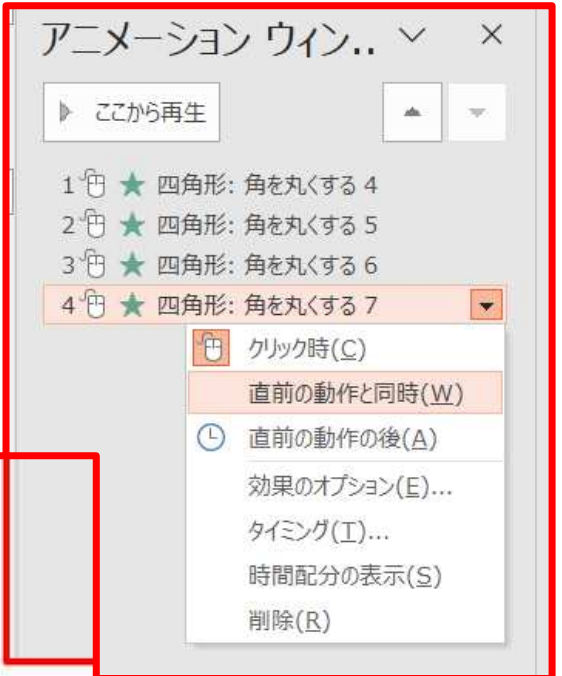 アニメーション ウィン..
ここから再生
1 四角形: 角を丸くする 4
2 四角形: 角を丸くする 5
3 四角形: 角を丸くする 6
4 四角形: 角を丸くする 7
クリック時(C)
直前の動作と同時(W)
直前の動作の後(A)
効果のオプション(E)...
タイミング(T)...
時間配分の表示(S)
削除(R)